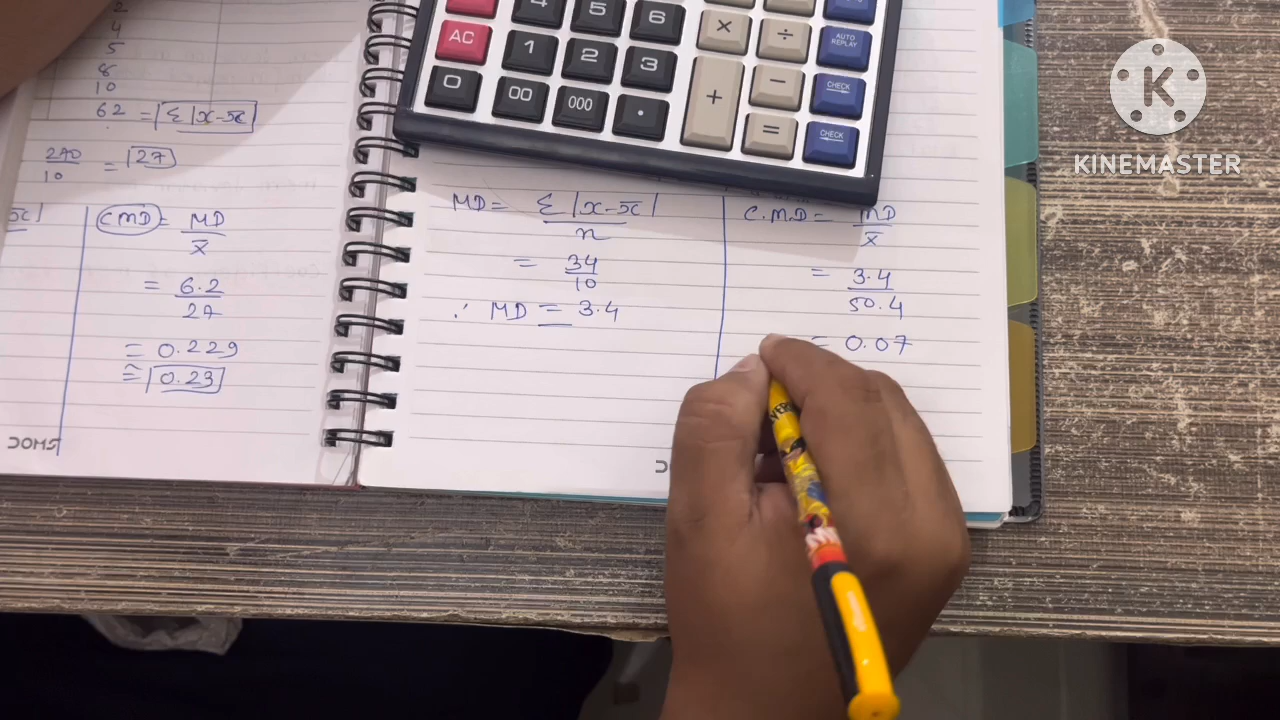 4
5
8
10
62 = Σ|x-x̄|
270/10 = 27
x̄|
CMD = MD/x̄
= 6.2/27
= 0.229
≅ 0.23
DOMS
MD = Σ|x-x̄|/n
= 34/10
∴ MD = 3.4
C.M.D = MD/x̄
= 3.4/50.4
= 0.07
4 5 6 × ÷
AC 1 2 3 + − AUTO REPLAY
0 00 000 · = CHECK →
CHECK ←
K
KINEMASTER